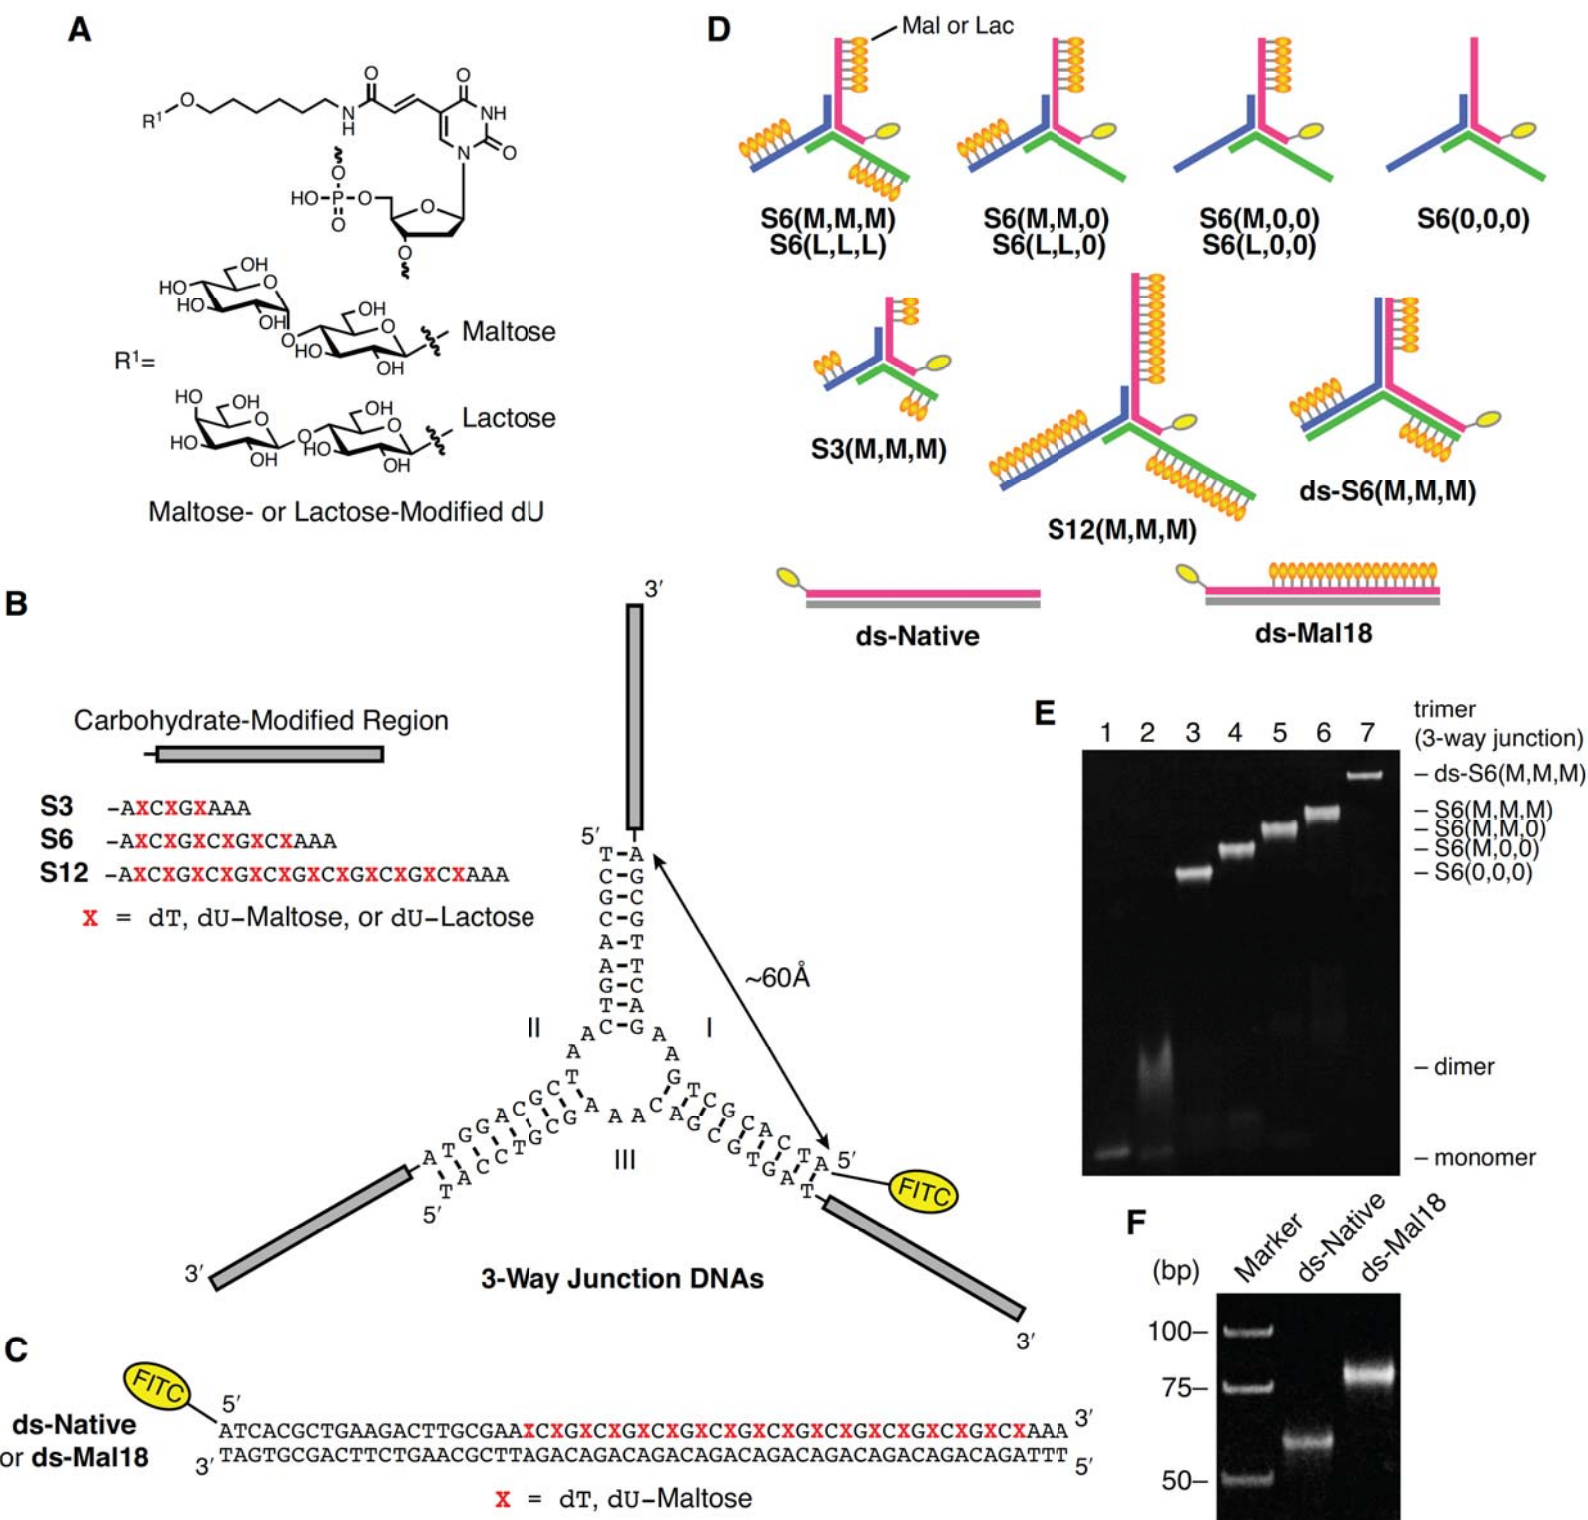 A
R¹
O
N
H
O
O
NH
N
O
O
HO-P-O
O
O
O
OH
HO
HO
O
OH
OH
O
HO
O
OH
Maltose
R¹=
HO
OH
HO
O
OH
O
HO
OH
O
OH
Lactose
Maltose- or Lactose-Modified dU
B
Carbohydrate-Modified Region
S3 -AXCXGXAAA
S6 -AXCXGXCXGXCXAAA
S12 -AXCXGXCXGXCXGXCXGXCXGXCXAAA
X = dT, dU-Maltose, or dU-Lactose
3′
5′
T-A
C-G
G-C
C-G
A-T
A-T
G-C
T-A
C-G
A
A
T
C
G
C
A
G
G
T
A
T
A
C
C
T
G
C
G
A
A
A
C
A
G
C
G
T
G
A
T
A
A
G
T
C
G
C
A
C
T
A
I
II
III
~60Å
5′
FITC
5′
3′
3′
3-Way Junction DNAs
C
FITC
5′
ds-Native
or ds-Mal18
ATCACGCTGAAGACTTGCGAAXCXGXCXGXCXGXCXGXCXGXCXGXCXGXCXGXCXAAA
3′
3′
TAGTGCGACTTCTGAACGCTTAGACAGACAGACAGACAGACAGACAGACAGACAGATTT
5′
X = dT, dU-Maltose
D
Mal or Lac
S6(M,M,M)
S6(L,L,L)
S6(M,M,0)
S6(L,L,0)
S6(M,0,0)
S6(L,0,0)
S6(0,0,0)
S3(M,M,M)
S12(M,M,M)
ds-S6(M,M,M)
ds-Native
ds-Mal18
E
1 2 3 4 5 6 7
trimer
(3-way junction)
– ds-S6(M,M,M)
– S6(M,M,M)
– S6(M,M,0)
– S6(M,0,0)
– S6(0,0,0)
– dimer
– monomer
F
(bp)
Marker
ds-Native
ds-Mal18
100–
75–
50–